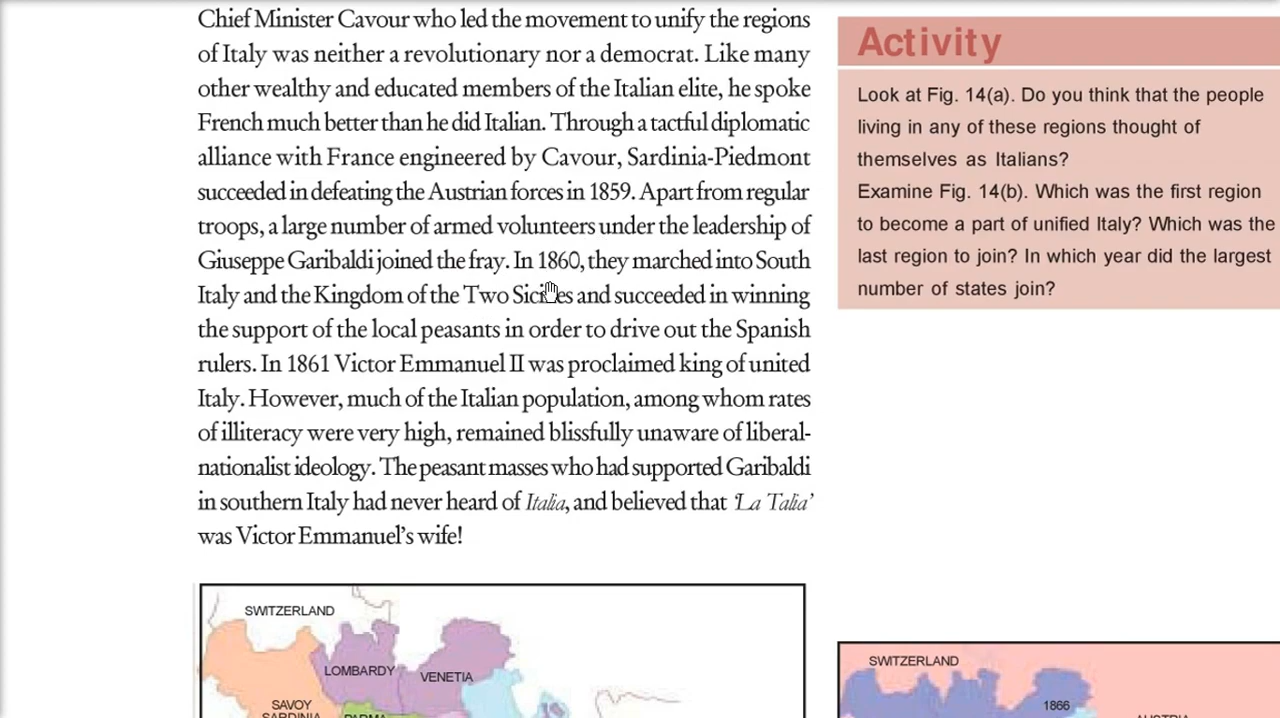 Chief Minister Cavour who led the movement to unify the regions
of Italy was neither a revolutionary nor a democrat. Like many
other wealthy and educated members of the Italian elite, he spoke
French much better than he did Italian. Through a tactful diplomatic
alliance with France engineered by Cavour, Sardinia-Piedmont
succeeded in defeating the Austrian forces in 1859. Apart from regular
troops, a large number of armed volunteers under the leadership of
Giuseppe Garibaldi joined the fray. In 1860, they marched into South
Italy and the Kingdom of the Two Sicilies and succeeded in winning
the support of the local peasants in order to drive out the Spanish
rulers. In 1861 Victor Emmanuel II was proclaimed king of united
Italy. However, much of the Italian population, among whom rates
of illiteracy were very high, remained blissfully unaware of liberal-
nationalist ideology. The peasant masses who had supported Garibaldi
in southern Italy had never heard of Italia, and believed that ‘La Talia’
was Victor Emmanuel’s wife!
Activity
Look at Fig. 14(a). Do you think that the people
living in any of these regions thought of
themselves as Italians?
Examine Fig. 14(b). Which was the first region
to become a part of unified Italy? Which was the
last region to join? In which year did the largest
number of states join?
SWITZERLAND
LOMBARDY
VENETIA
SAVOY
SARDINIA
PARMA
SWITZERLAND
1866
AUSTRIA